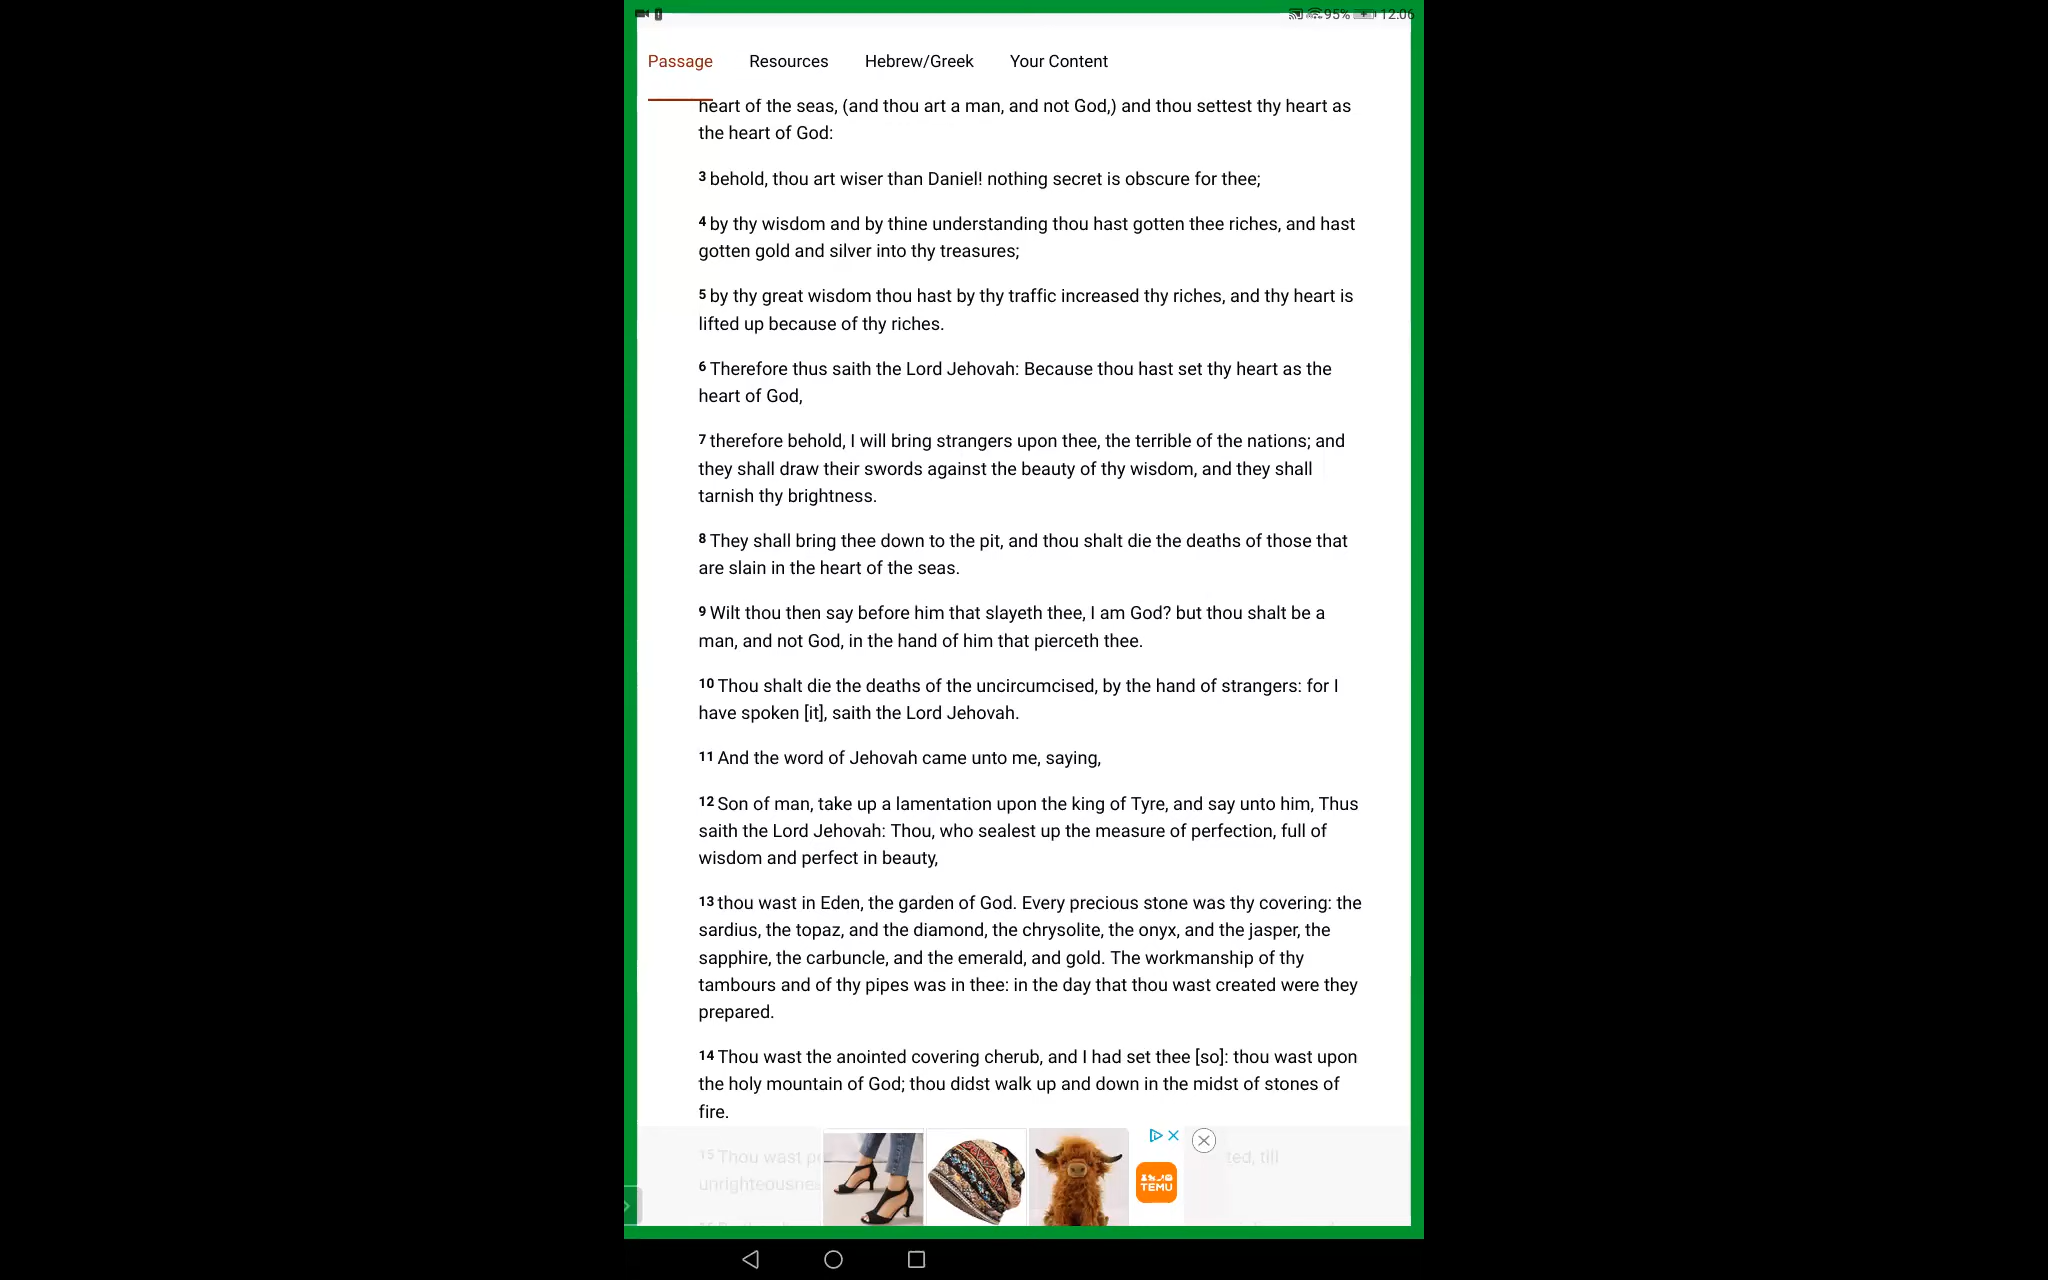 95% 12:06
Passage Resources Hebrew/Greek Your Content
heart of the seas, (and thou art a man, and not God,) and thou settest thy heart as
the heart of God:
3 behold, thou art wiser than Daniel! nothing secret is obscure for thee;
4 by thy wisdom and by thine understanding thou hast gotten thee riches, and hast
gotten gold and silver into thy treasures;
5 by thy great wisdom thou hast by thy traffic increased thy riches, and thy heart is
lifted up because of thy riches.
6 Therefore thus saith the Lord Jehovah: Because thou hast set thy heart as the
heart of God,
7 therefore behold, I will bring strangers upon thee, the terrible of the nations; and
they shall draw their swords against the beauty of thy wisdom, and they shall
tarnish thy brightness.
8 They shall bring thee down to the pit, and thou shalt die the deaths of those that
are slain in the heart of the seas.
9 Wilt thou then say before him that slayeth thee, I am God? but thou shalt be a
man, and not God, in the hand of him that pierceth thee.
10 Thou shalt die the deaths of the uncircumcised, by the hand of strangers: for I
have spoken [it], saith the Lord Jehovah.
11 And the word of Jehovah came unto me, saying,
12 Son of man, take up a lamentation upon the king of Tyre, and say unto him, Thus
saith the Lord Jehovah: Thou, who sealest up the measure of perfection, full of
wisdom and perfect in beauty,
13 thou wast in Eden, the garden of God. Every precious stone was thy covering: the
sardius, the topaz, and the diamond, the chrysolite, the onyx, and the jasper, the
sapphire, the carbuncle, and the emerald, and gold. The workmanship of thy
tambours and of thy pipes was in thee: in the day that thou wast created were they
prepared.
14 Thou wast the anointed covering cherub, and I had set thee [so]: thou wast upon
the holy mountain of God; thou didst walk up and down in the midst of stones of
fire.
15 Thou wast till
TEMU